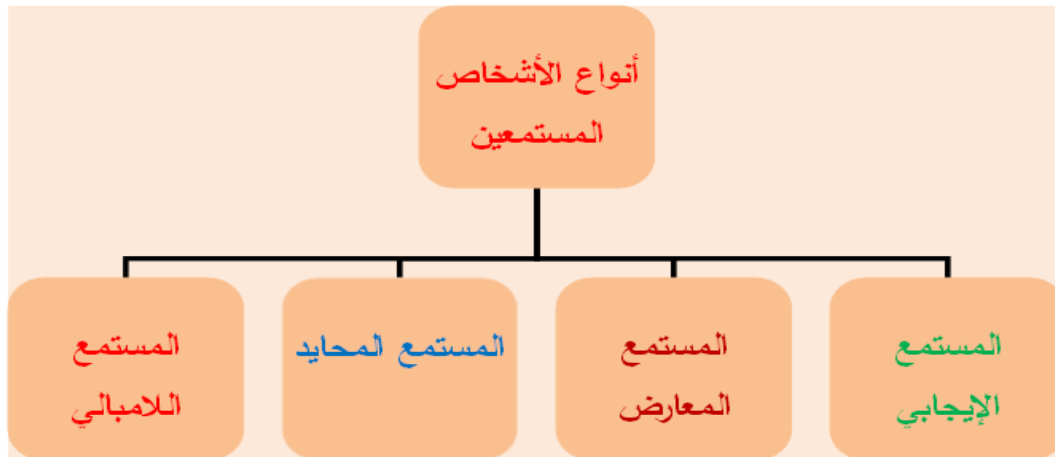 أنواع الأشخاص
المستمعين
المستمع
الإيجابي
المستمع
المعارض
المستمع المحايد
المستمع
اللامبالي